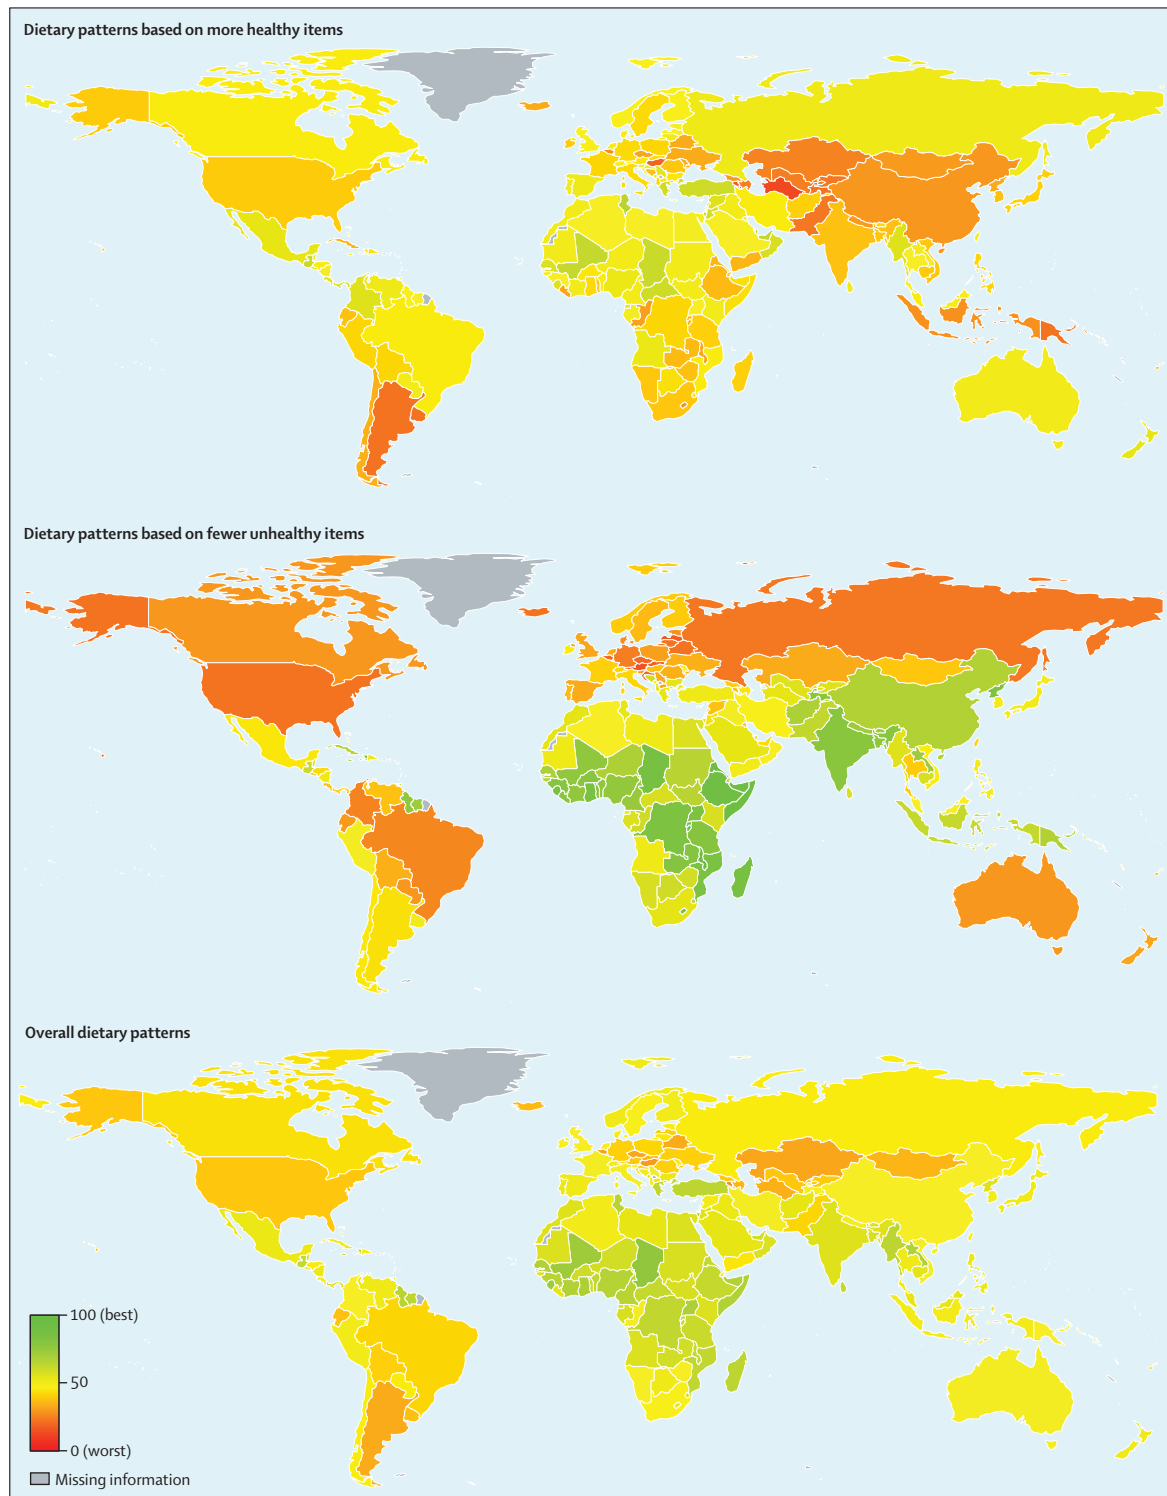 Dietary patterns based on more healthy items
Dietary patterns based on fewer unhealthy items
Overall dietary patterns
100 (best)
50
0 (worst)
Missing information